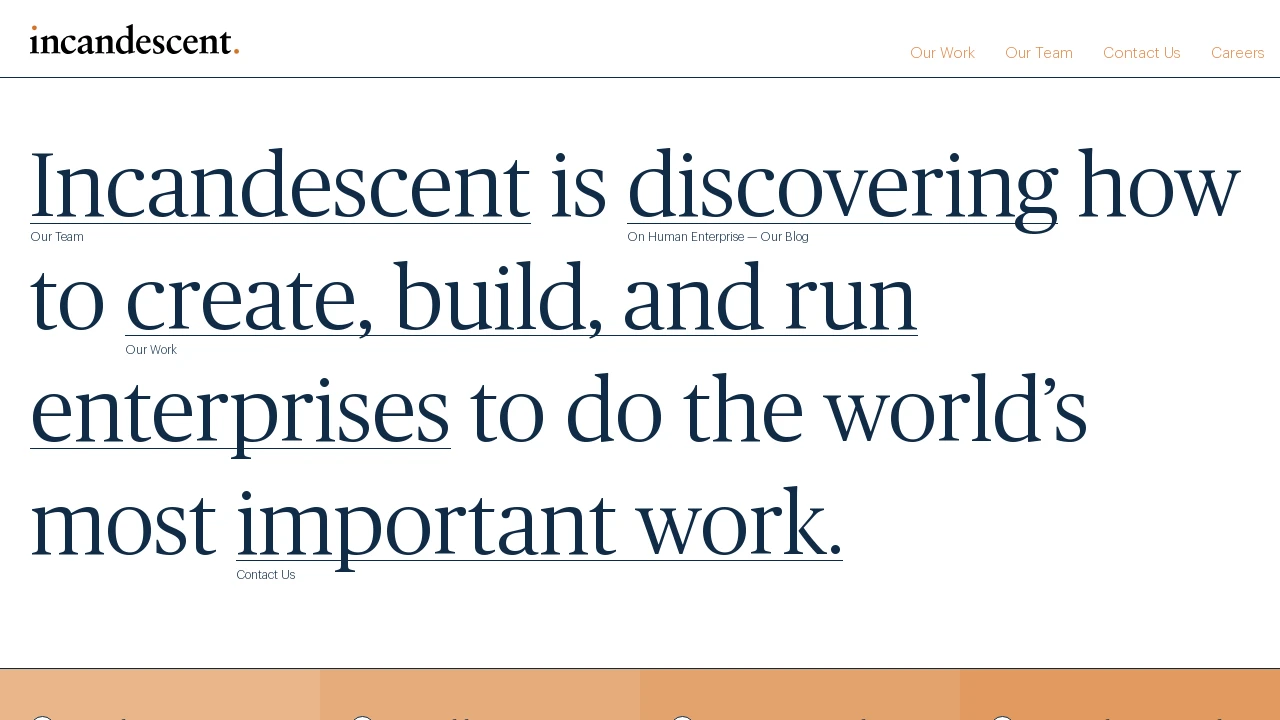 incandescent.
Our Work Our Team Contact Us Careers
Incandescent is discovering how
Our Team On Human Enterprise — Our Blog
to create, build, and run
Our Work
enterprises to do the world’s
most important work.
Contact Us